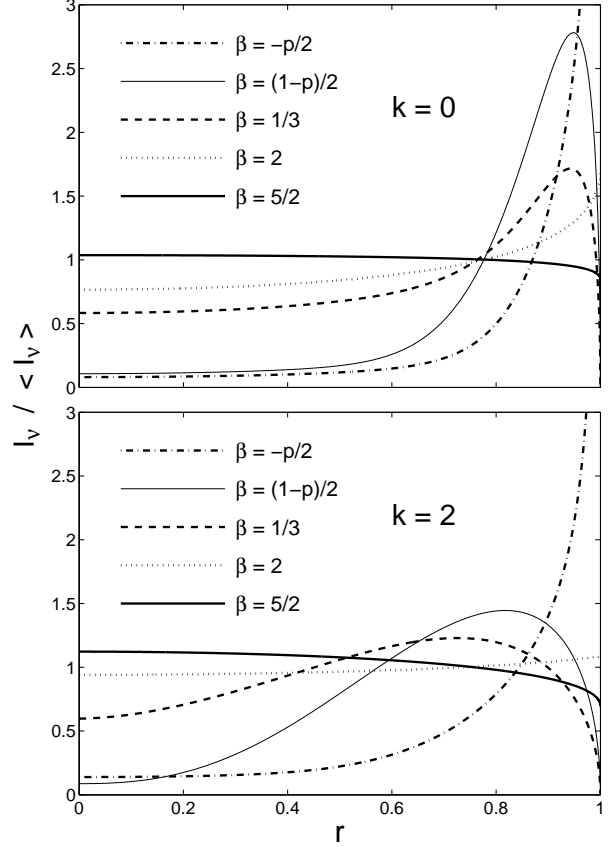 3
2.5
2
1.5
1
0.5
0
β = −p/2
β = (1−p)/2
β = 1/3
β = 2
β = 5/2
k = 0
I_ν / < I_ν >
3
2.5
2
1.5
1
0.5
0
β = −p/2
β = (1−p)/2
β = 1/3
β = 2
β = 5/2
k = 2
0 0.2 0.4 0.6 0.8 1
r